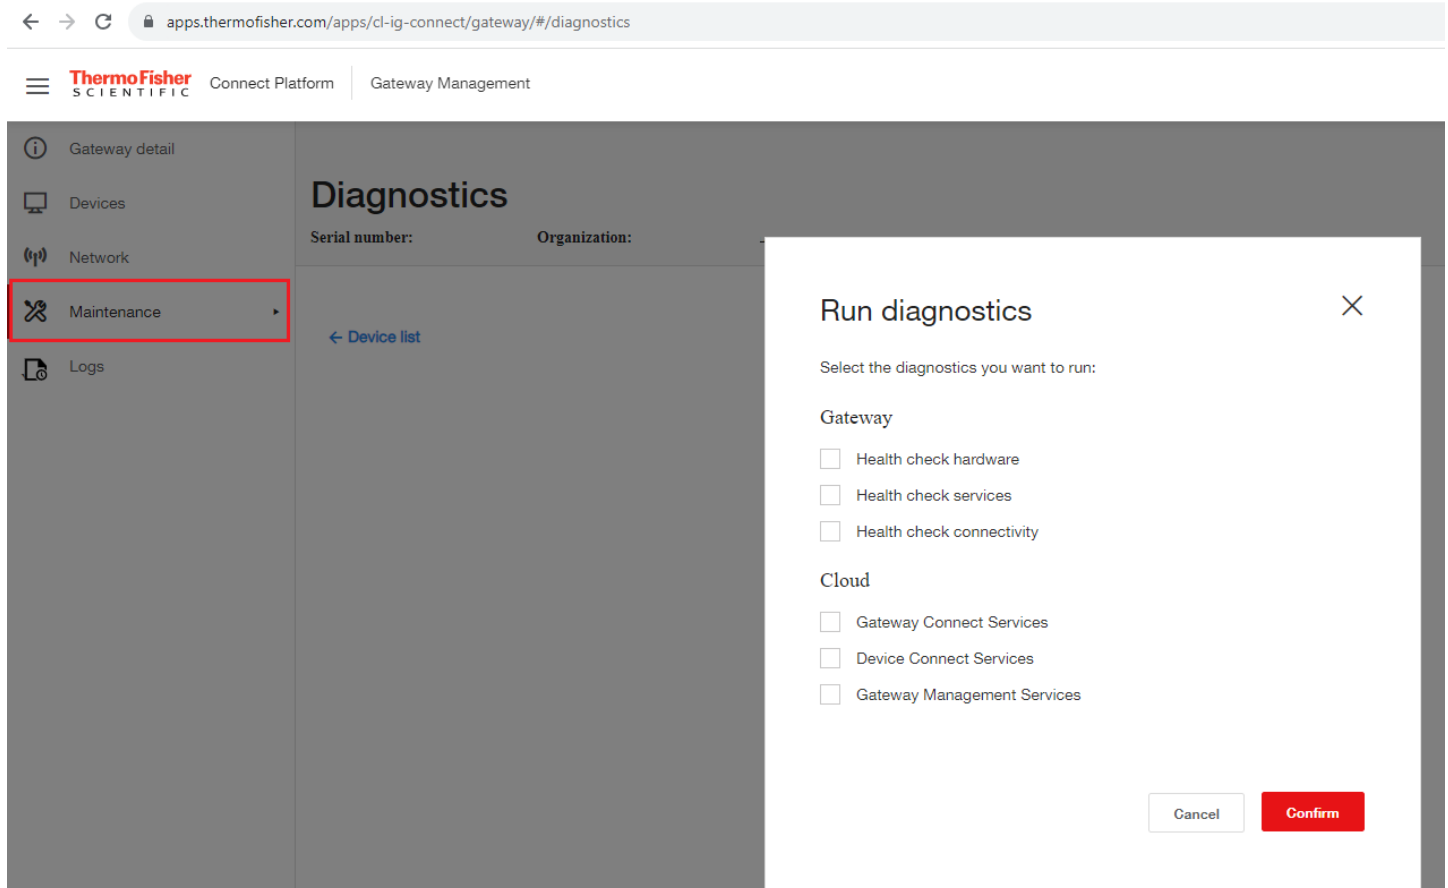 apps.thermofisher.com/apps/cl-ig-connect/gateway/#/diagnostics
ThermoFisher
SCIENTIFIC
Connect Platform
Gateway Management
Gateway detail
Devices
Network
Maintenance
Logs
Diagnostics
Serial number: Organization:
← Device list
Run diagnostics
Select the diagnostics you want to run:
Gateway
Health check hardware
Health check services
Health check connectivity
Cloud
Gateway Connect Services
Device Connect Services
Gateway Management Services
Cancel
Confirm